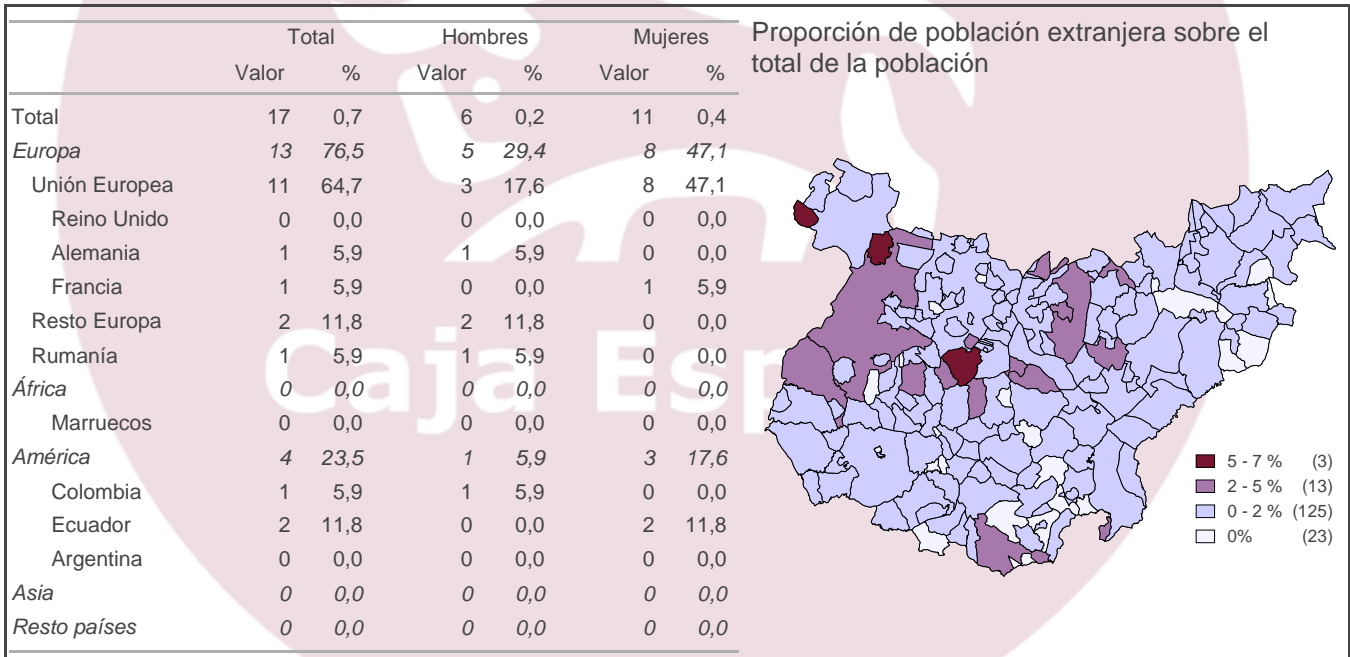 Total Hombres Mujeres
Valor % Valor % Valor %
Total 17 0,7 6 0,2 11 0,4
Europa 13 76,5 5 29,4 8 47,1
Unión Europea 11 64,7 3 17,6 8 47,1
Reino Unido 0 0,0 0 0,0 0 0,0
Alemania 1 5,9 1 5,9 0 0,0
Francia 1 5,9 0 0,0 1 5,9
Resto Europa 2 11,8 2 11,8 0 0,0
Rumanía 1 5,9 1 5,9 0 0,0
África 0 0,0 0 0,0 0 0,0
Marruecos 0 0,0 0 0,0 0 0,0
América 4 23,5 1 5,9 3 17,6
Colombia 1 5,9 1 5,9 0 0,0
Ecuador 2 11,8 0 0,0 2 11,8
Argentina 0 0,0 0 0,0 0 0,0
Asia 0 0,0 0 0,0 0 0,0
Resto países 0 0,0 0 0,0 0 0,0
Proporción de población extranjera sobre el
total de la población
5 - 7 % (3)
2 - 5 % (13)
0 - 2 % (125)
0% (23)
Caja Esp